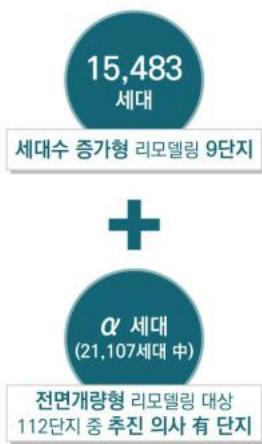 15,483
세대
세대수 증가형 리모델링 9단지
+
α 세대
(21,107세대 中)
전면개량형 리모델링 대상
112단지 중 추진 의사 有 단지